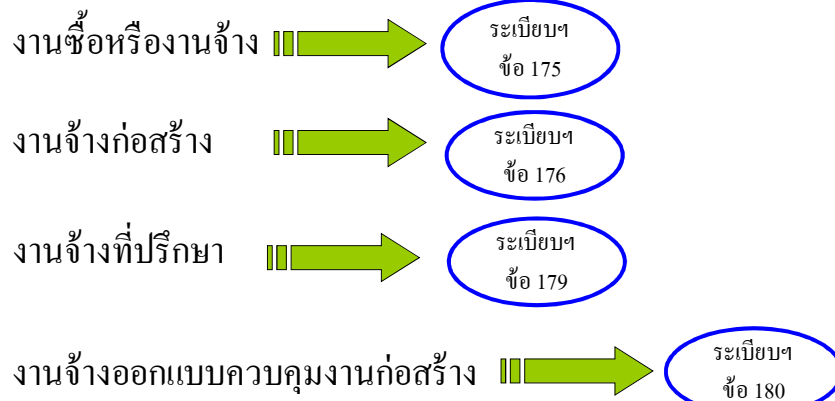 งานซื้อหรืองานจ้าง
ระเบียบฯ
ข้อ 175
งานจ้างก่อสร้าง
ระเบียบฯ
ข้อ 176
งานจ้างที่ปรึกษา
ระเบียบฯ
ข้อ 179
งานจ้างออกแบบควบคุมงานก่อสร้าง
ระเบียบฯ
ข้อ 180